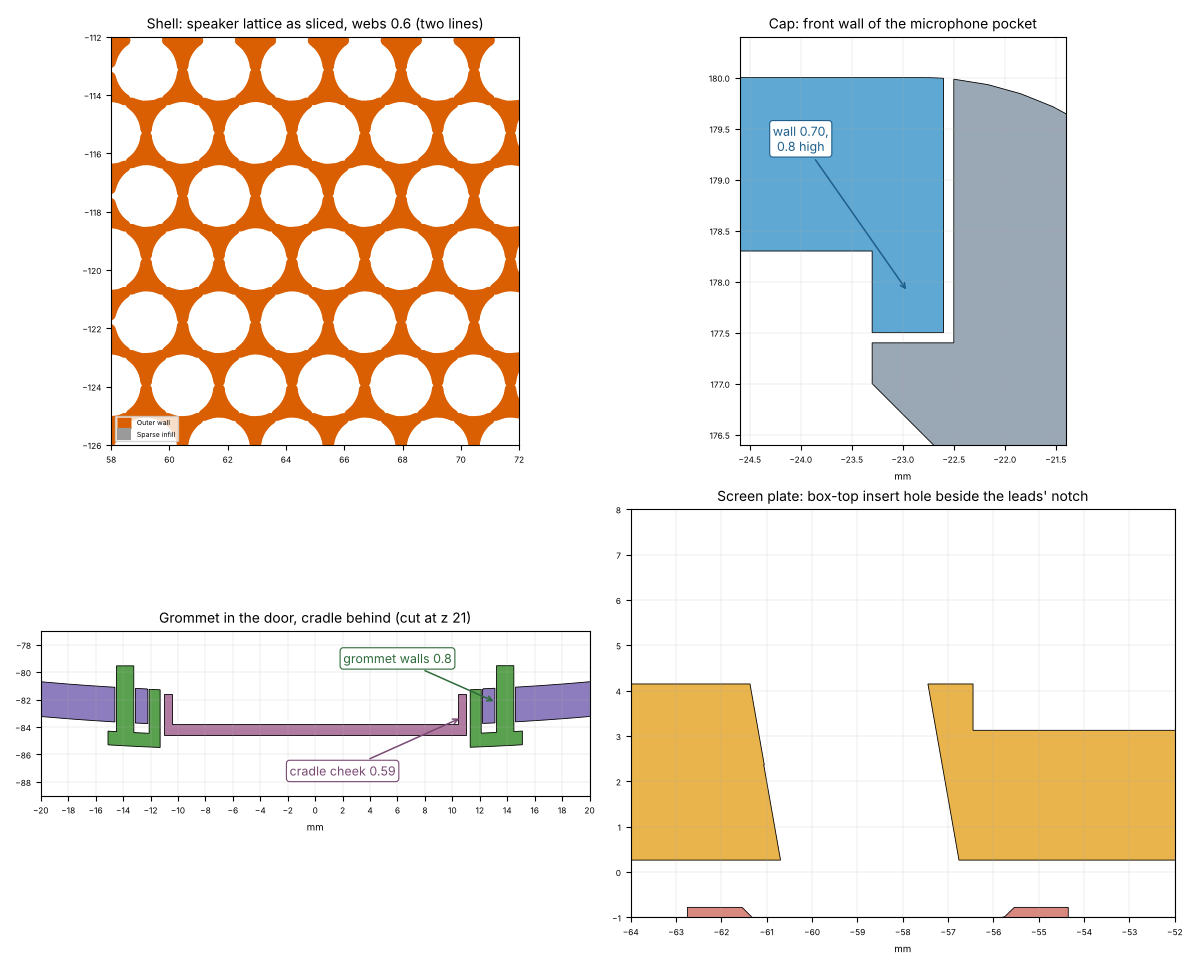 Shell: speaker lattice as sliced, webs 0.6 (two lines)
−112
−114
−116
−118
−120
−122
−124
−126
Outer wall
Sparse infill
58 60 62 64 66 68 70 72
Cap: front wall of the microphone pocket
180.0
179.5
179.0
178.5
178.0
177.5
177.0
176.5
wall 0.70,
0.8 high
−24.5 −24.0 −23.5 −23.0 −22.5 −22.0 −21.5
mm
Grommet in the door, cradle behind (cut at z 21)
−78
−80
−82
−84
−86
−88
grommet walls 0.8
cradle cheek 0.59
−20 −18 −16 −14 −12 −10 −8 −6 −4 −2 0 2 4 6 8 10 12 14 16 18 20
mm
Screen plate: box-top insert hole beside the leads' notch
8
7
6
5
4
3
2
1
0
−1
−64 −63 −62 −61 −60 −59 −58 −57 −56 −55 −54 −53 −52
mm